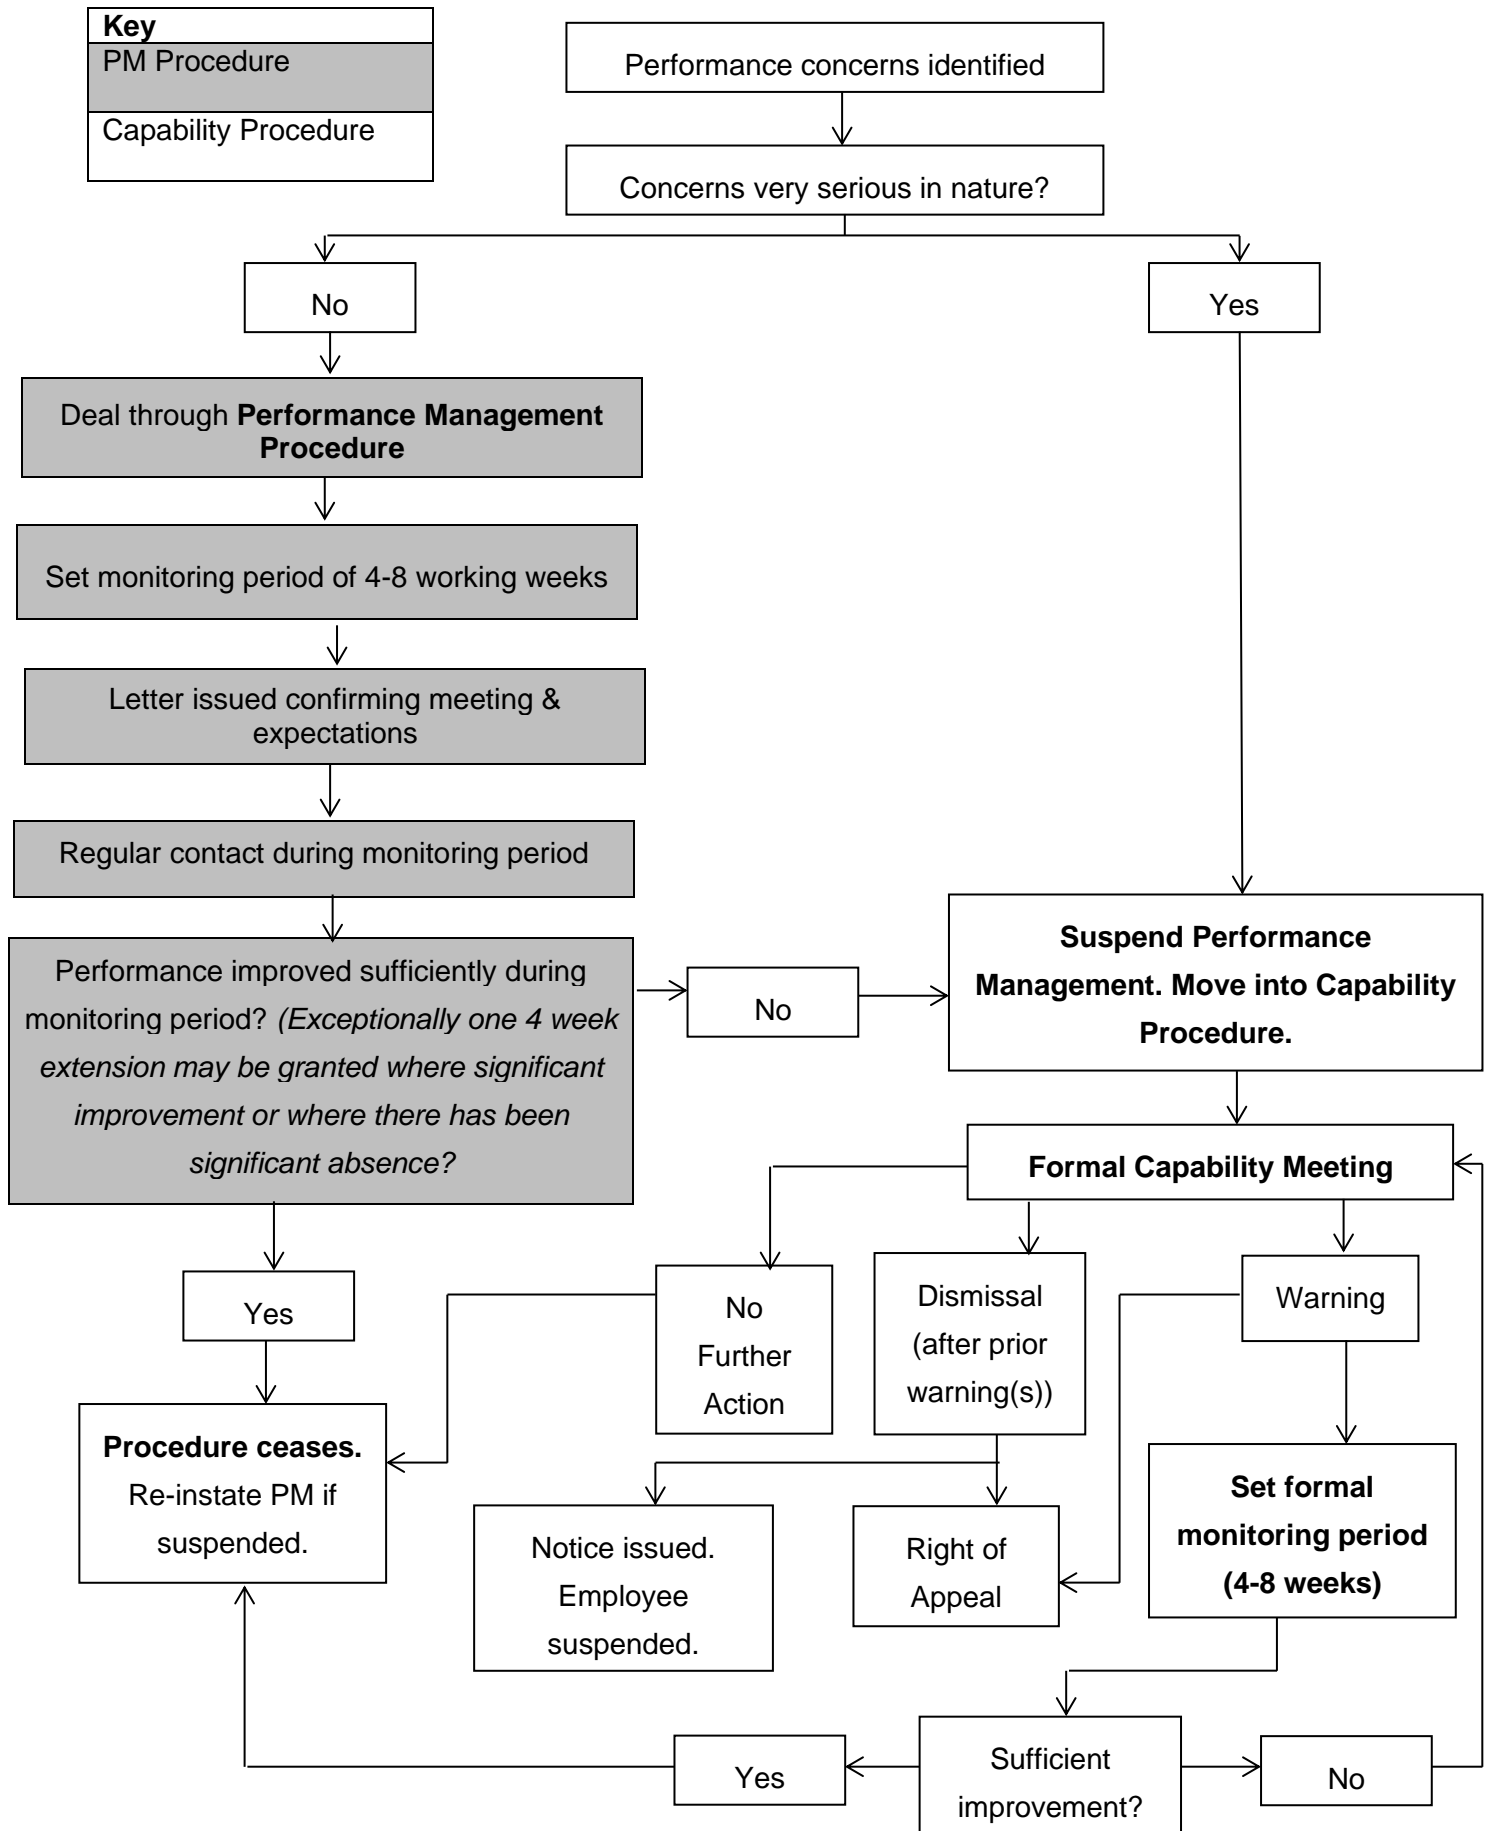 Key
PM Procedure
Capability Procedure
Performance concerns identified
Concerns very serious in nature?
No
Yes
Deal through Performance Management
Procedure
Set monitoring period of 4-8 working weeks
Letter issued confirming meeting &
expectations
Regular contact during monitoring period
Performance improved sufficiently during
monitoring period? (Exceptionally one 4 week
extension may be granted where significant
improvement or where there has been
significant absence?
No
Suspend Performance
Management. Move into Capability
Procedure.
Formal Capability Meeting
Yes
No
Further
Action
Dismissal
(after prior
warning(s))
Warning
Procedure ceases.
Re-instate PM if
suspended.
Notice issued.
Employee
suspended.
Right of
Appeal
Set formal
monitoring period
(4-8 weeks)
Yes
Sufficient
improvement?
No